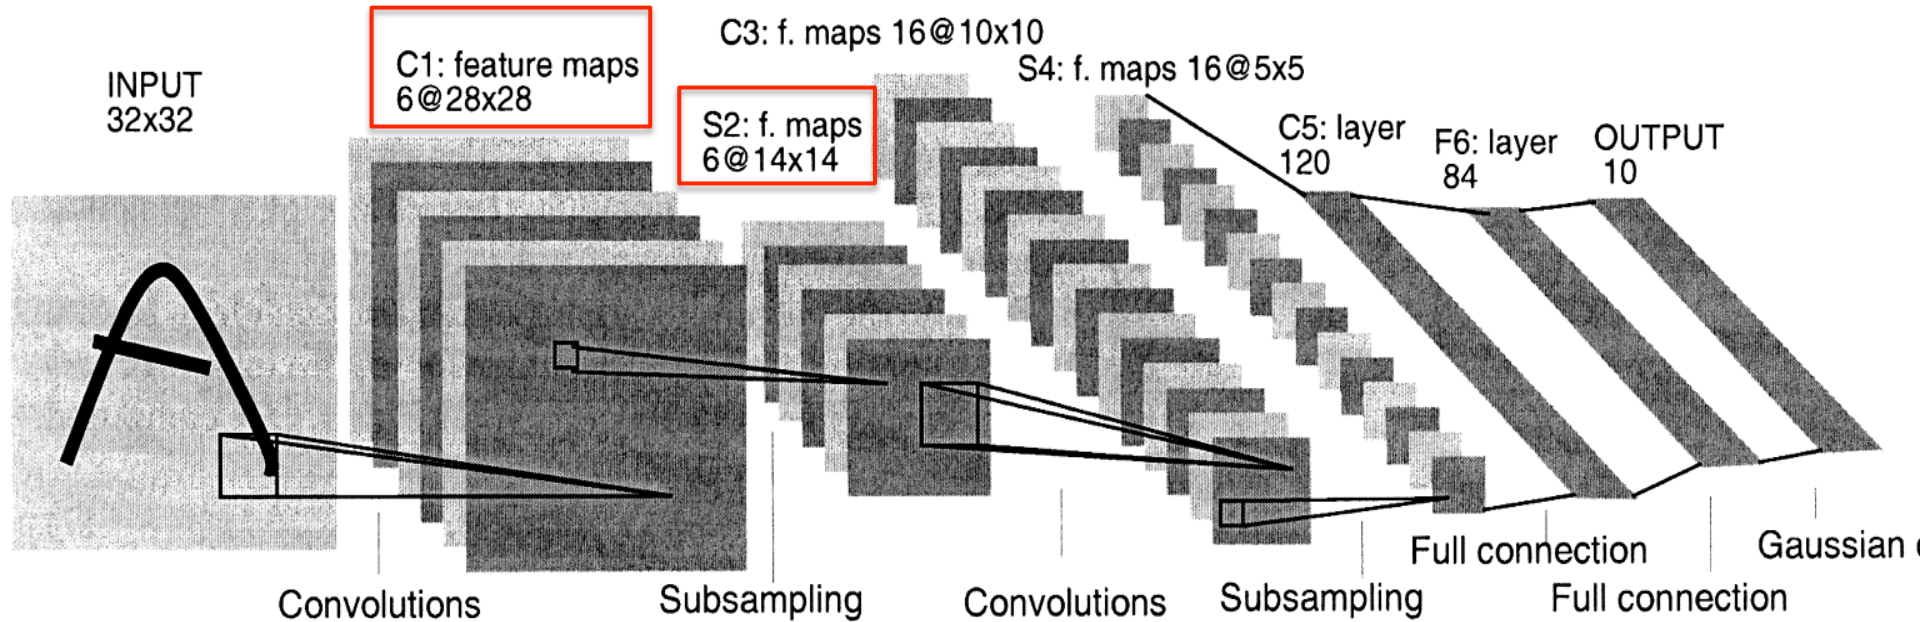 INPUT
32x32
C1: feature maps
6@28x28
S2: f. maps
6@14x14
C3: f. maps 16@10x10
S4: f. maps 16@5x5
C5: layer
120
F6: layer
84
OUTPUT
10
Convolutions
Subsampling
Convolutions
Subsampling
Full connection
Full connection
Gaussian